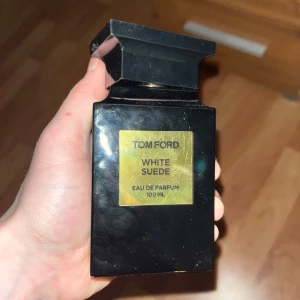 TOM FORD
WHITE
SUEDE
EAU DE PARFUM
100 ML